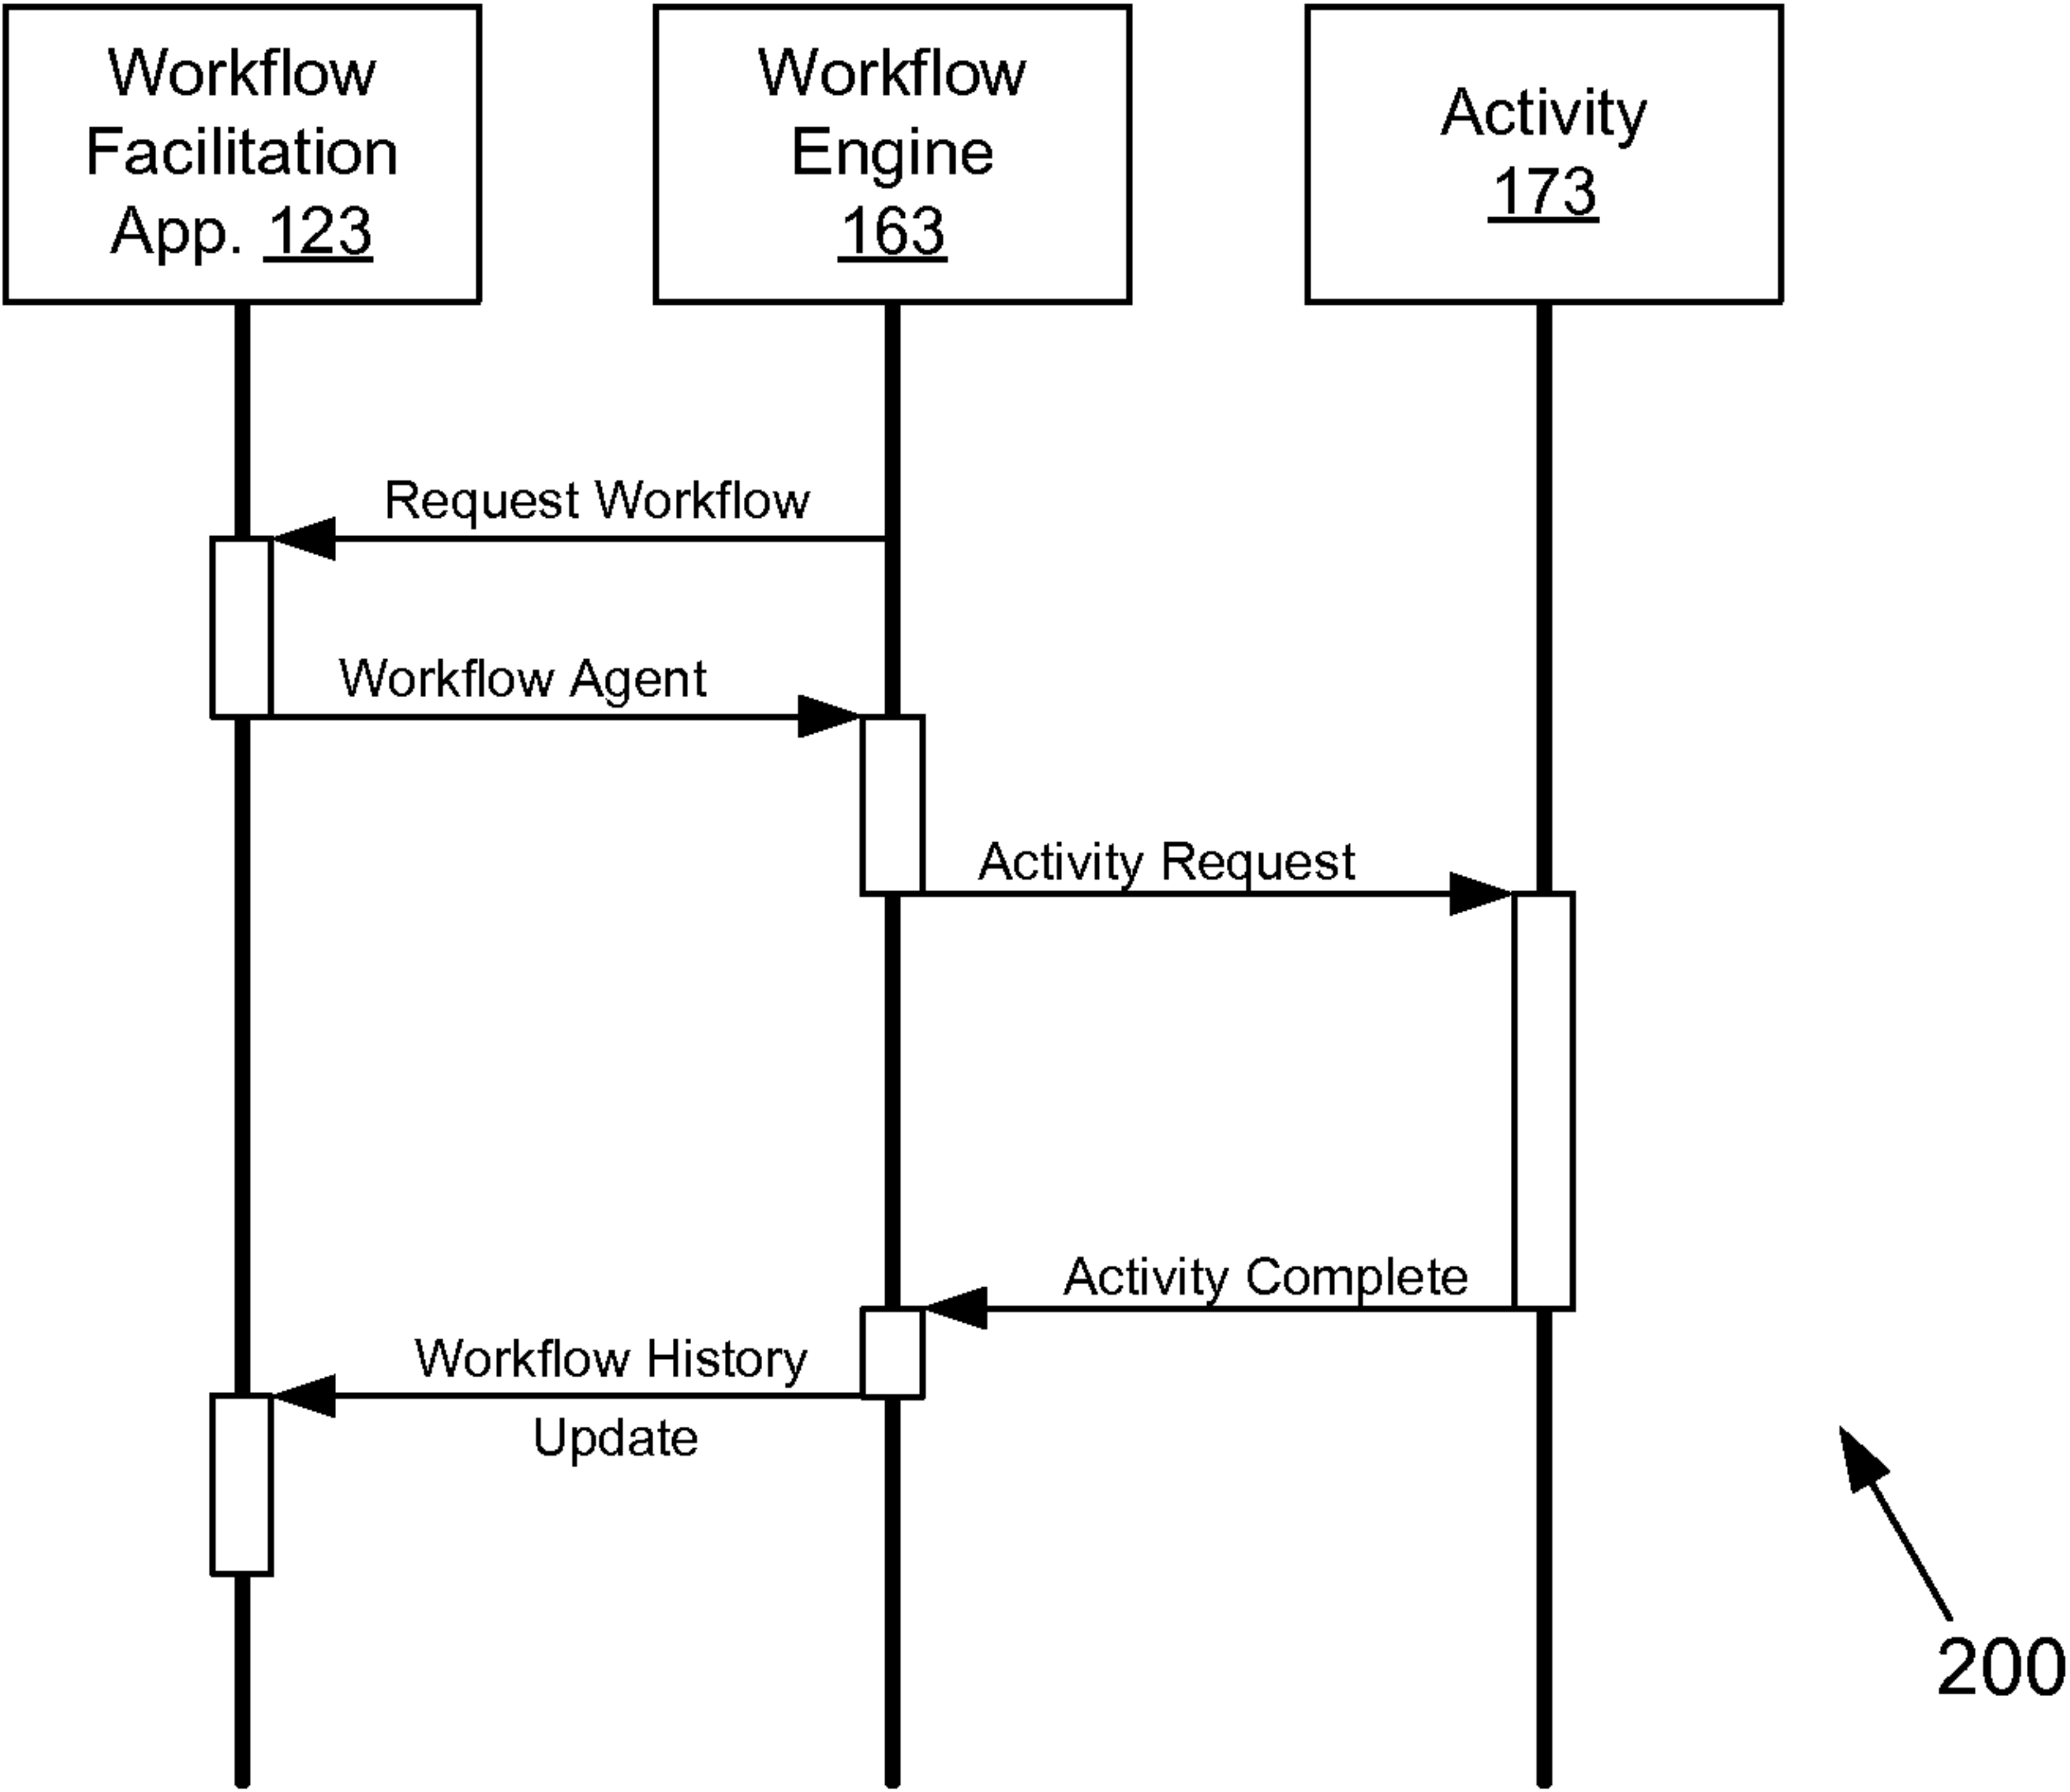 Workflow
Facilitation
App. 123
Workflow
Engine
163
Activity
173
Request Workflow
Workflow Agent
Activity Request
Activity Complete
Workflow History
Update
200